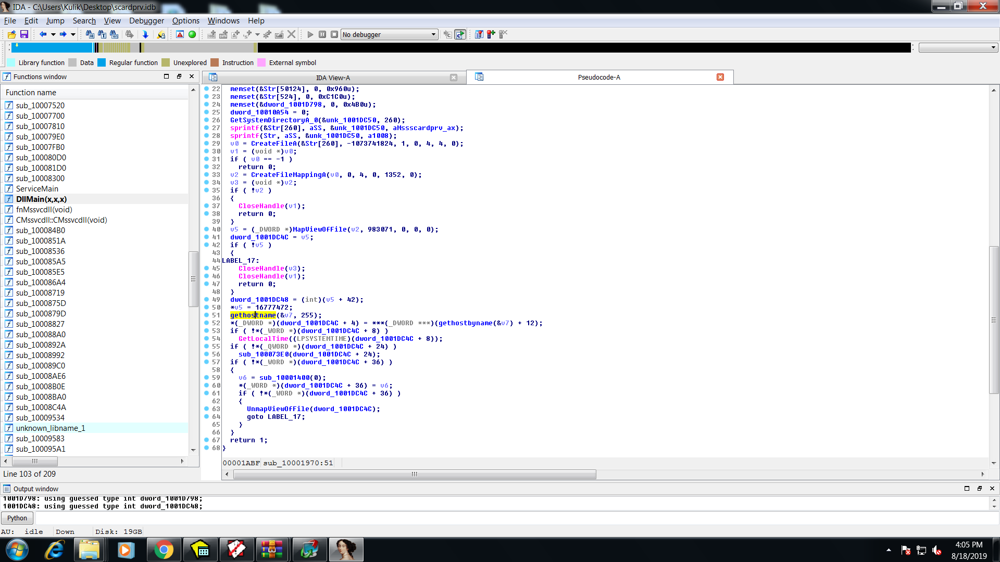 IDA - C:\Users\Kulik\Desktop\scardprv.idb
File Edit Jump Search View Debugger Options Windows Help
No debugger
Library function Data Regular function Unexplored Instruction External symbol
Functions window
IDA View-A
Pseudocode-A
Function name
sub_10007520
sub_10007700
sub_10007810
sub_100079E0
sub_10007FB0
sub_100080D0
sub_100081D0
sub_10008300
ServiceMain
DllMain(x,x,x)
fnMssvcdll(void)
CMssvcdll::CMssvcdll(void)
sub_100084B0
sub_1000851A
sub_10008536
sub_100085A5
sub_100085E5
sub_100086A4
sub_10008719
sub_1000875D
sub_1000879D
sub_10008827
sub_100088A0
sub_1000892A
sub_10008992
sub_100089C0
sub_10008AE6
sub_10008B0E
sub_10008BA0
sub_10008C4A
sub_10009534
unknown_libname_1
sub_10009583
sub_100095A1
Line 103 of 209
22 memset(&Str[50124], 0, 0x960u);
23 memset(&Str[524], 0, 0xC1C0u);
24 memset(&dword_1001D798, 0, 0x4B0u);
25 dword_10010A54 = 0;
26 GetSystemDirectoryA_0(&unk_1001DC50, 260);
27 sprintf(&Str[260], aSS, &unk_1001DC50, aMssscardprv_ax);
28 sprintf(Str, aSS, &unk_1001DC50, a1008);
29 v0 = CreateFileA(&Str[260], -1073741824, 1, 0, 4, 4, 0);
30 v1 = (void *)v0;
31 if ( v0 == -1 )
32 return 0;
33 v2 = CreateFileMappingA(v0, 0, 4, 0, 1352, 0);
34 v3 = (void *)v2;
35 if ( !v2 )
36 {
37 CloseHandle(v1);
38 return 0;
39 }
40 v5 = (_DWORD *)MapViewOfFile(v2, 983071, 0, 0, 0);
41 dword_1001DC4C = v5;
42 if ( !v5 )
43 {
44 LABEL_17:
45 CloseHandle(v3);
46 CloseHandle(v1);
47 return 0;
48 }
49 dword_1001DC48 = (int)(v5 + 42);
50 *v5 = 16777472;
51 gethostname(&v7, 255);
52 *(_DWORD *)(dword_1001DC4C + 4) = ***(_DWORD ***)(gethostbyname(&v7) + 12);
53 if ( !*(_WORD *)(dword_1001DC4C + 8) )
54 GetLocalTime((LPSYSTEMTIME)(dword_1001DC4C + 8));
55 if ( !*(_QWORD *)(dword_1001DC4C + 24) )
56 sub_100073E0(dword_1001DC4C + 24);
57 if ( !*(_WORD *)(dword_1001DC4C + 36) )
58 {
59 v6 = sub_10001400(0);
60 *(_WORD *)(dword_1001DC4C + 36) = v6;
61 if ( !*(_WORD *)(dword_1001DC4C + 36) )
62 {
63 UnmapViewOfFile(dword_1001DC4C);
64 goto LABEL_17;
65 }
66 }
67 return 1;
68 }
00001ABF sub_10001970:51
Output window
1001D798: using guessed type int dword_1001D798;
1001DC48: using guessed type int dword_1001DC48;
Python
AU: idle Down Disk: 19GB
4:05 PM
8/18/2019